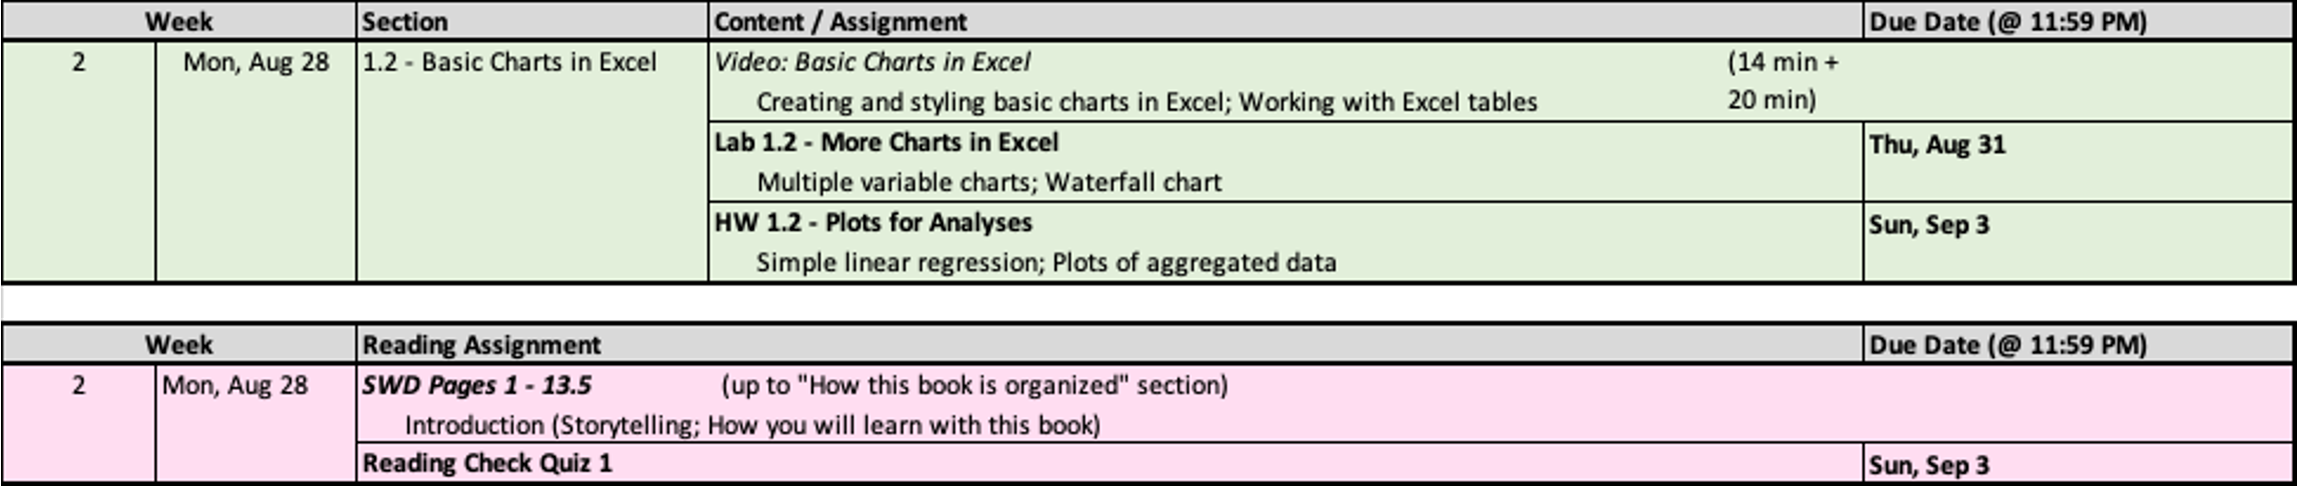 Week Section Content / Assignment Due Date (@ 11:59 PM)
2 Mon, Aug 28 1.2 - Basic Charts in Excel Video: Basic Charts in Excel (14 min +
Creating and styling basic charts in Excel; Working with Excel tables 20 min)
Lab 1.2 - More Charts in Excel Thu, Aug 31
Multiple variable charts; Waterfall chart
HW 1.2 - Plots for Analyses Sun, Sep 3
Simple linear regression; Plots of aggregated data
Week Reading Assignment Due Date (@ 11:59 PM)
2 Mon, Aug 28 SWD Pages 1 - 13.5 (up to "How this book is organized" section)
Introduction (Storytelling; How you will learn with this book)
Reading Check Quiz 1 Sun, Sep 3